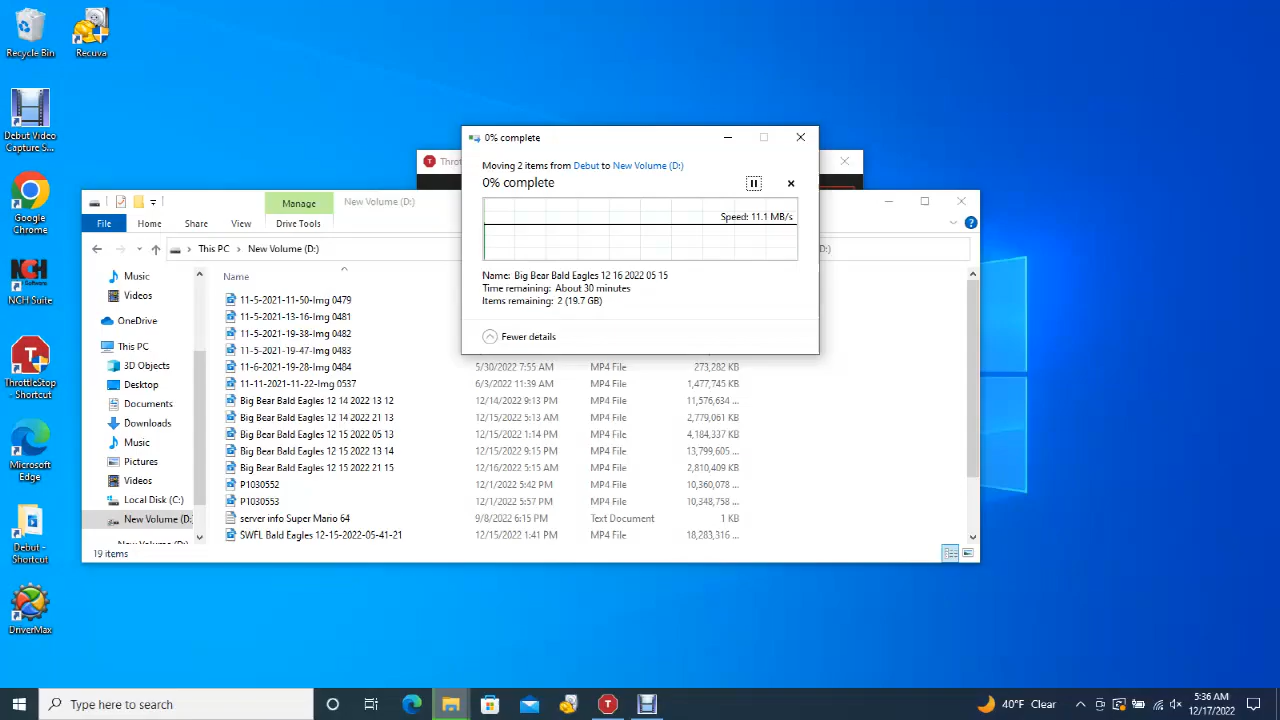 Recycle Bin
Recuva
Debut Video
Capture S...
Google
Chrome
NCH Software
NCH Suite
ThrottleStop
- Shortcut
Microsoft
Edge
Debut -
Shortcut
DriverMax
0% complete
Moving 2 items from Debut to New Volume (D:)
0% complete
Speed: 11.1 MB/s
Name: Big Bear Bald Eagles 12 16 2022 05 15
Time remaining: About 30 minutes
Items remaining: 2 (19.7 GB)
Fewer details
Manage
New Volume (D:)
File
Home
Share
View
Drive Tools
This PC
New Volume (D:)
Music
Videos
OneDrive
This PC
3D Objects
Desktop
Documents
Downloads
Music
Pictures
Videos
Local Disk (C:)
New Volume (D:
Name
11-5-2021-11-50-Img 0479
11-5-2021-13-16-Img 0481
11-5-2021-19-38-Img 0482
11-5-2021-19-47-Img 0483
11-6-2021-19-28-Img 0484 5/30/2022 7:55 AM MP4 File 273,282 KB
11-11-2021-11-22-Img 0537 6/3/2022 11:39 AM MP4 File 1,477,745 KB
Big Bear Bald Eagles 12 14 2022 13 12 12/14/2022 9:13 PM MP4 File 11,576,634 ...
Big Bear Bald Eagles 12 14 2022 21 13 12/15/2022 5:13 AM MP4 File 2,779,061 KB
Big Bear Bald Eagles 12 15 2022 05 13 12/15/2022 1:14 PM MP4 File 4,184,337 KB
Big Bear Bald Eagles 12 15 2022 13 14 12/15/2022 9:15 PM MP4 File 13,799,605 ...
Big Bear Bald Eagles 12 15 2022 21 15 12/16/2022 5:15 AM MP4 File 2,810,409 KB
P1030552 12/1/2022 5:42 PM MP4 File 10,360,078 ...
P1030553 12/1/2022 5:57 PM MP4 File 10,348,758 ...
server info Super Mario 64 9/8/2022 6:15 PM Text Document 1 KB
SWFL Bald Eagles 12-15-2022-05-41-21 12/15/2022 1:41 PM MP4 File 18,283,316 ...
19 items
Type here to search
40°F Clear
5:36 AM
12/17/2022